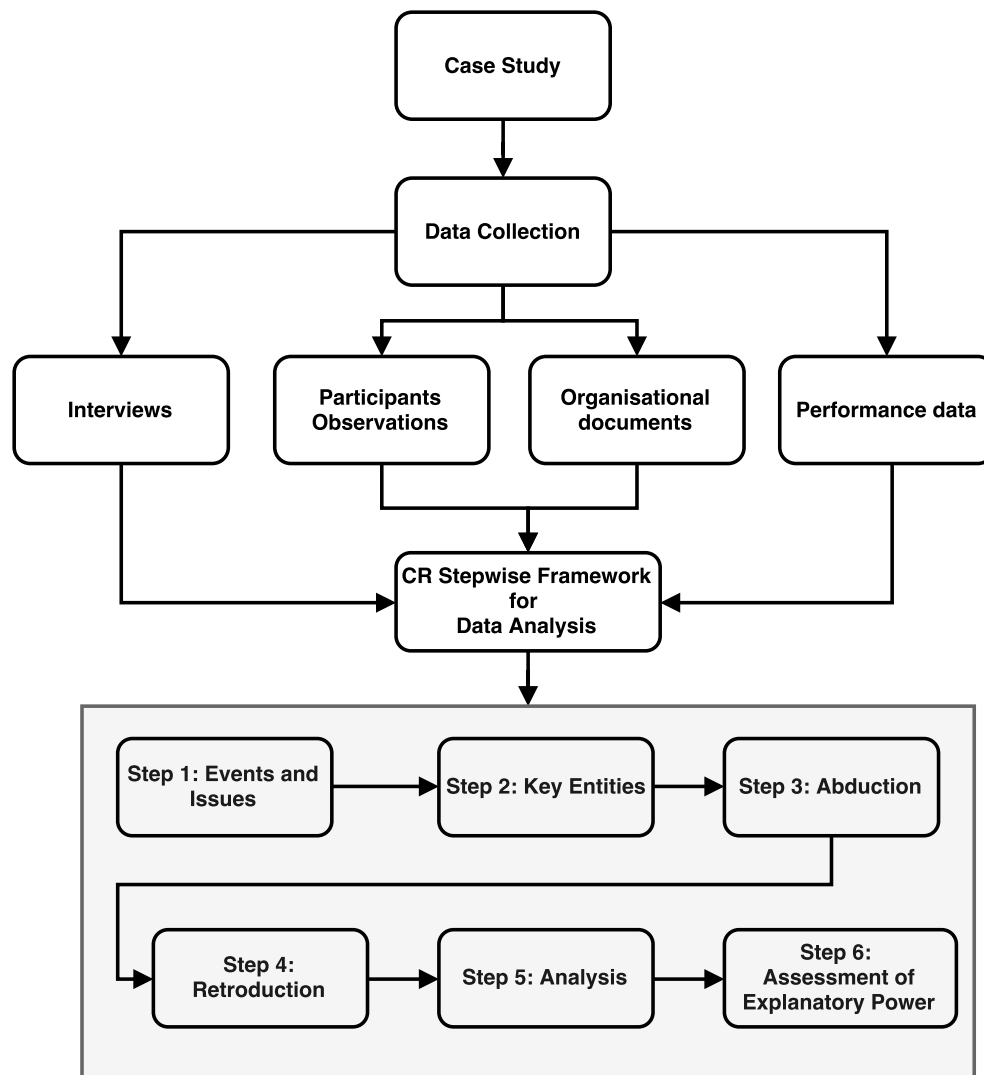 Case Study
Data Collection
Interviews
Participants
Observations
Organisational
documents
Performance data
CR Stepwise Framework
for
Data Analysis
Step 1: Events and
Issues
Step 2: Key Entities
Step 3: Abduction
Step 4:
Retroduction
Step 5: Analysis
Step 6:
Assessment of
Explanatory Power